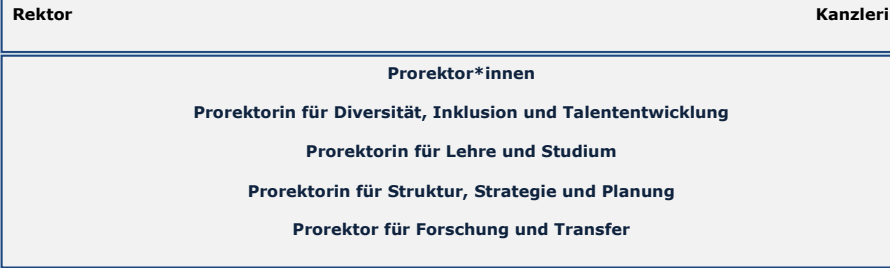 Rektor Kanzleri
Prorektor*innen
Prorektorin für Diversität, Inklusion und Talententwicklung
Prorektorin für Lehre und Studium
Prorektorin für Struktur, Strategie und Planung
Prorektor für Forschung und Transfer